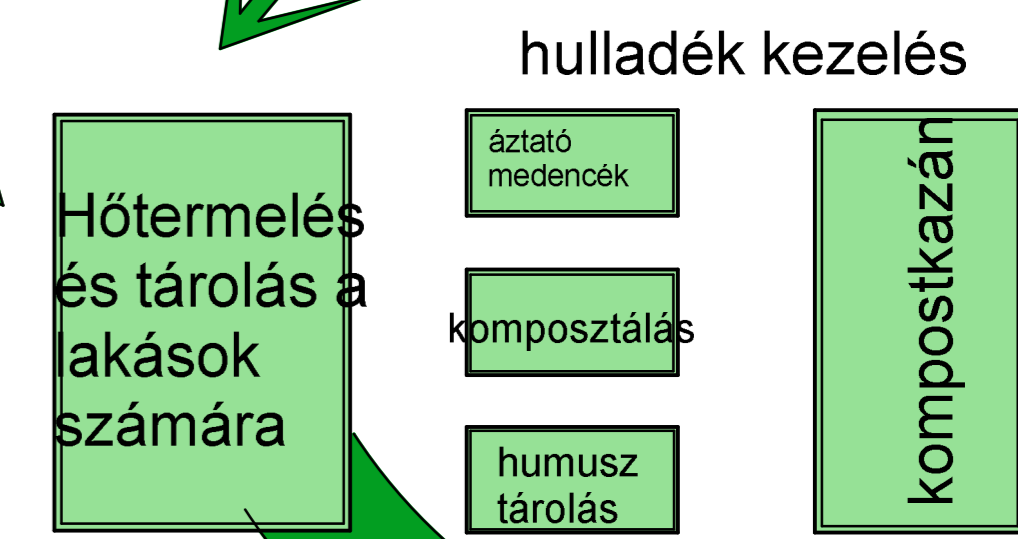 hulladék kezelés
Hőtermelés
és tárolás a
lakások
számára
áztató
medencék
komposztálás
humusz
tárolás
kompostkazán